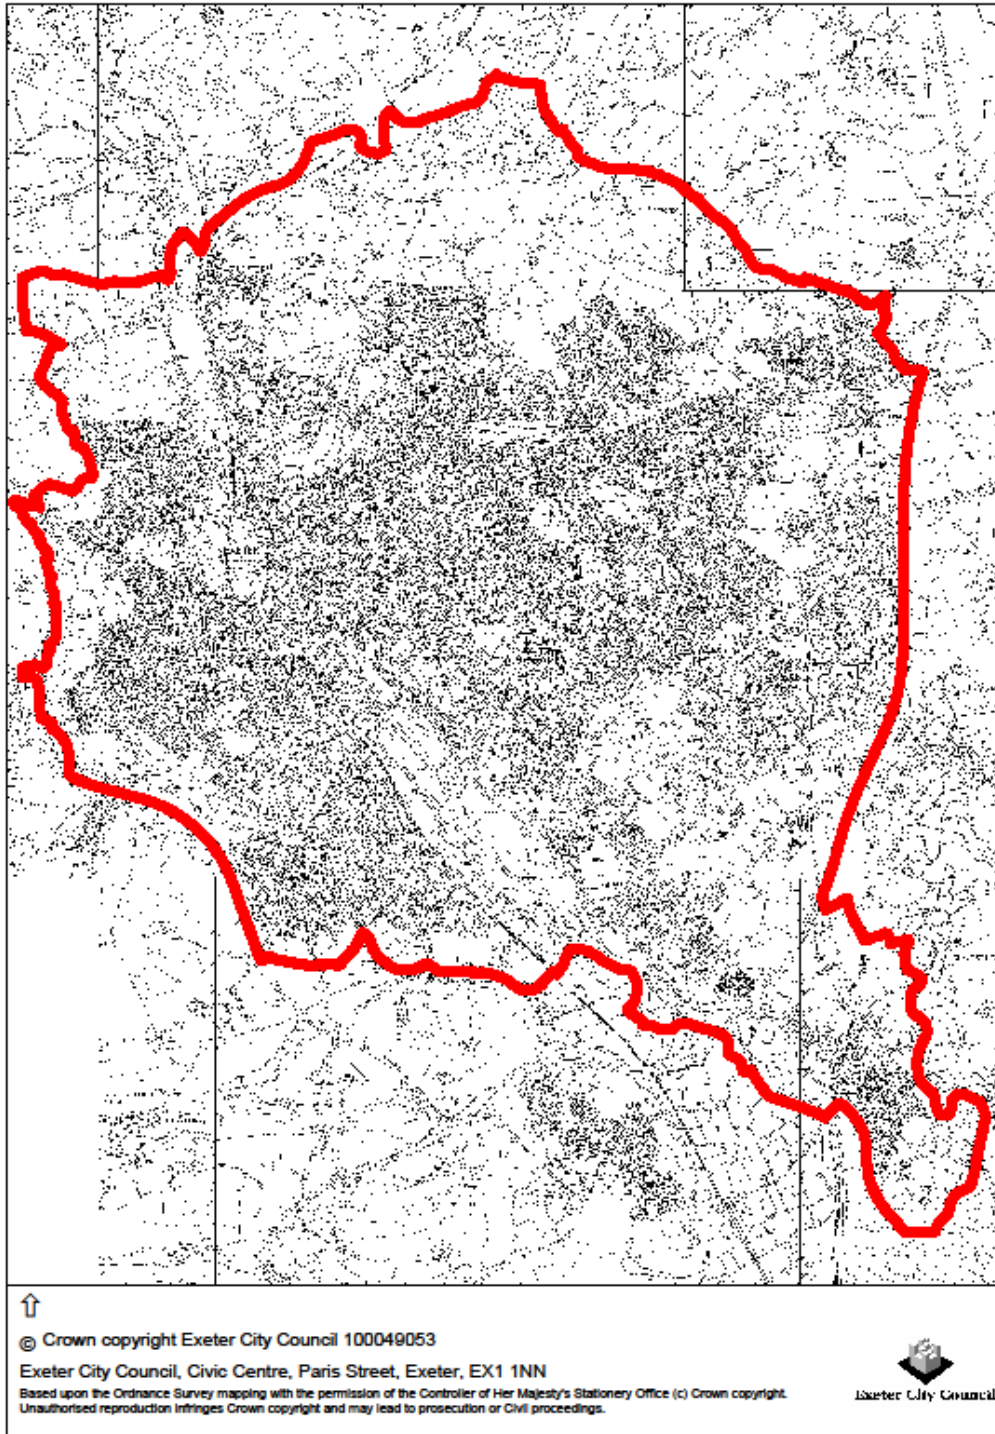 © Crown copyright Exeter City Council 100049053
Exeter City Council, Civic Centre, Paris Street, Exeter, EX1 1NN
Based upon the Ordnance Survey mapping with the permission of the Controller of Her Majesty's Stationery Office (c) Crown copyright.
Unauthorised reproduction infringes Crown copyright and may lead to prosecution or Civil proceedings.
Exeter City Council